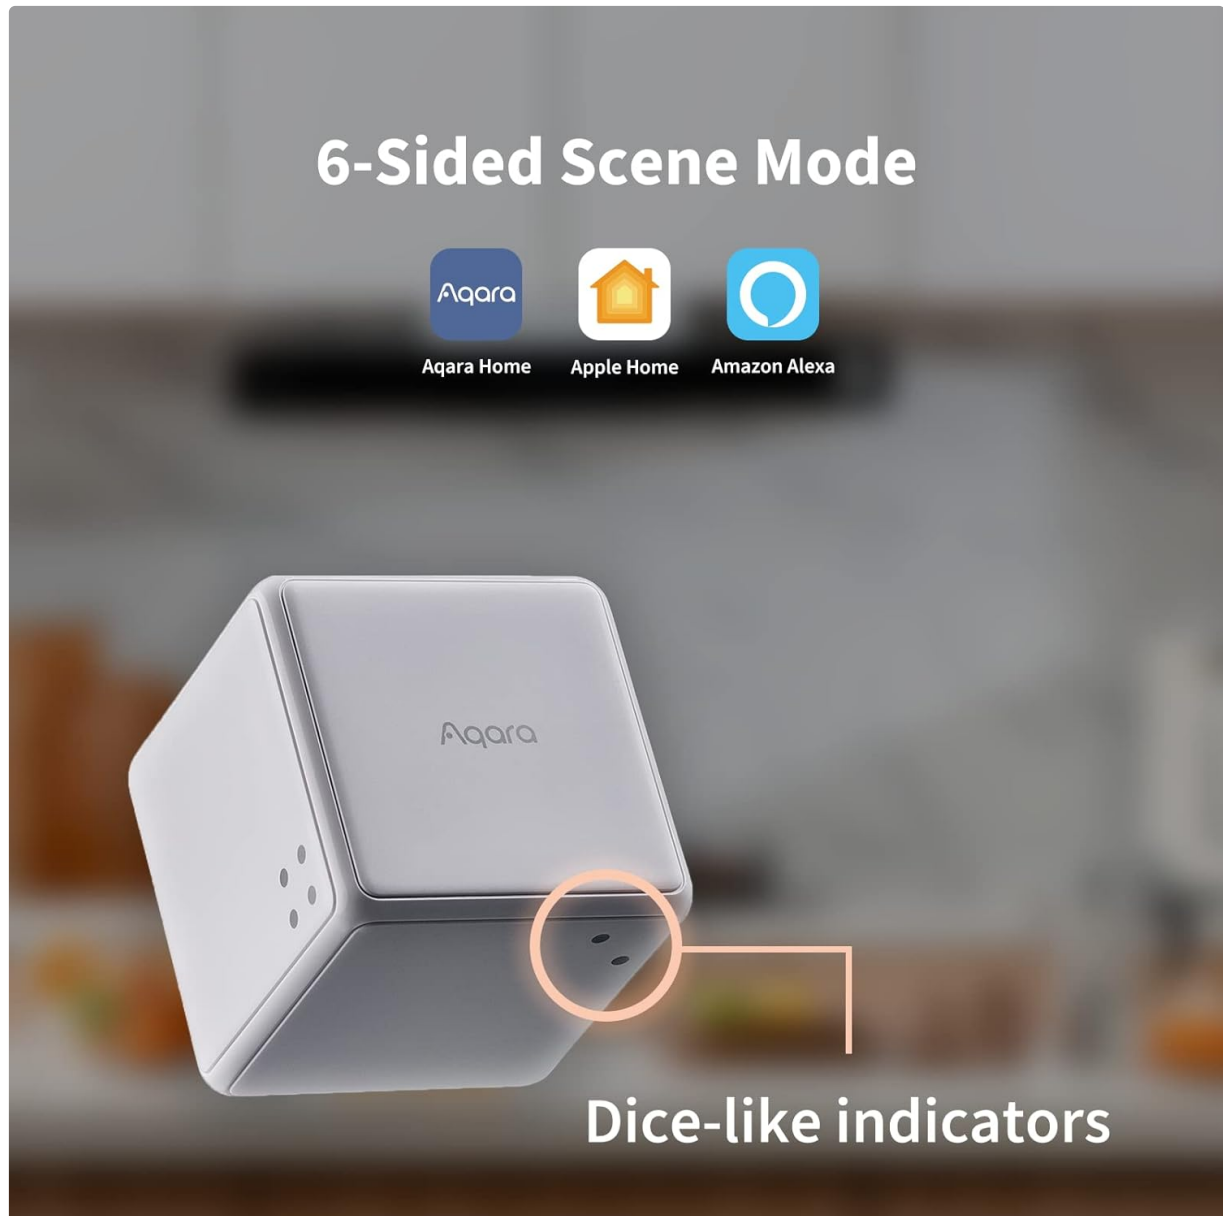 6-Sided Scene Mode
Aqara
Aqara Home
Apple Home
Amazon Alexa
Aqara
Dice-like indicators